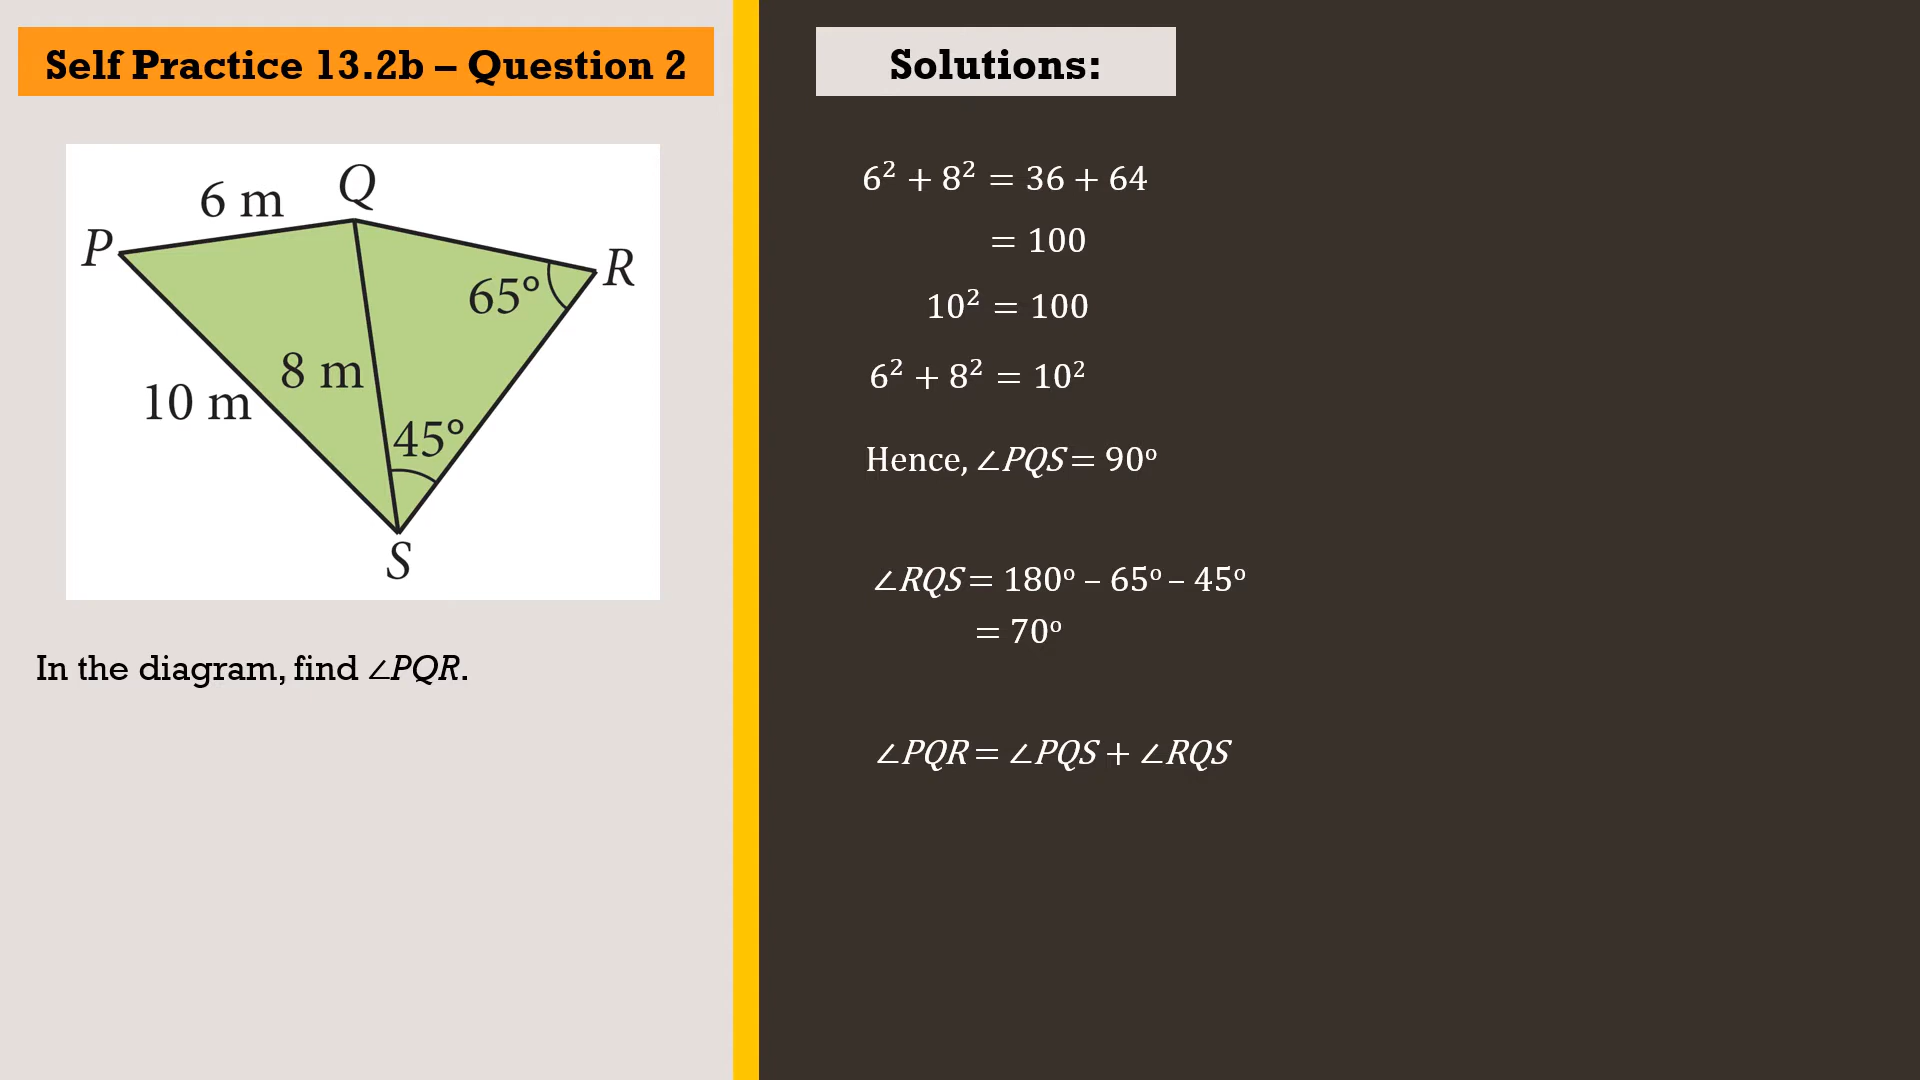 Self Practice 13.2b – Question 2
Q
6 m
P
R
65°
8 m
10 m
45°
S
In the diagram, find ∠PQR.
Solutions:
6² + 8² = 36 + 64
= 100
10² = 100
6² + 8² = 10²
Hence, ∠PQS = 90°
∠RQS = 180° – 65° – 45°
= 70°
∠PQR = ∠PQS + ∠RQS